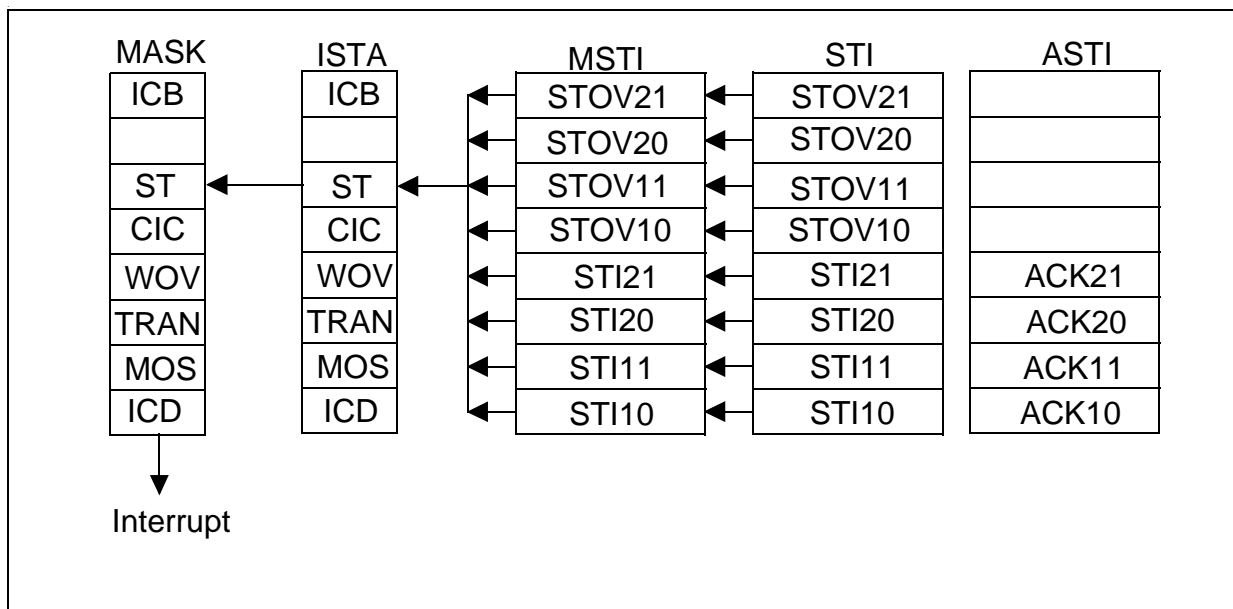 MASK ISTA MSTI STI ASTI
ICB ICB STOV21 STOV21
STOV20 STOV20
ST ST STOV11 STOV11
CIC CIC STOV10 STOV10
WOV WOV STI21 STI21 ACK21
TRAN TRAN STI20 STI20 ACK20
MOS MOS STI11 STI11 ACK11
ICD ICD STI10 STI10 ACK10
Interrupt